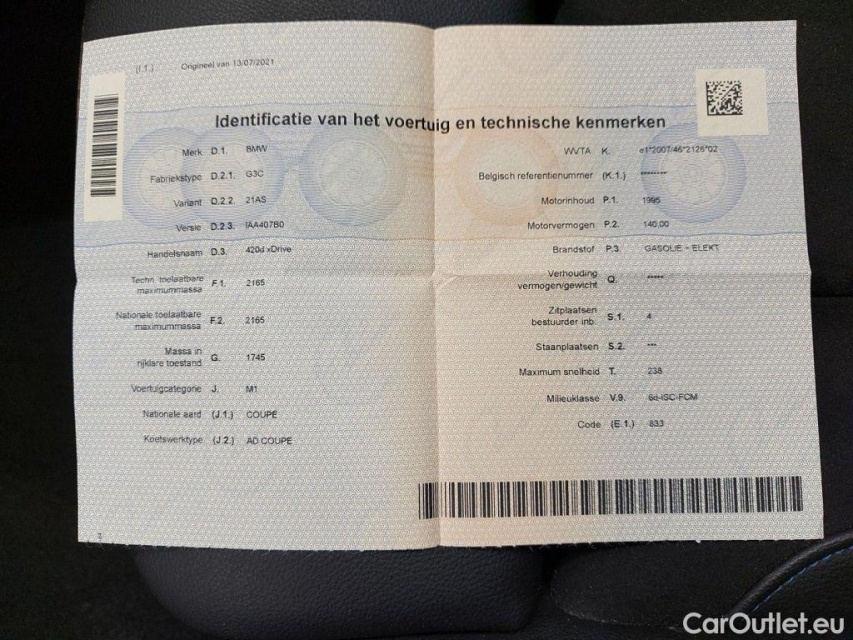 (I.1.) Origineel van 13/07/2021
Identificatie van het voertuig en technische kenmerken
Merk D.1. BMW
Fabriekstype D.2.1. G3C
Variant D.2.2. 21AS
Versie D.2.3. IAA407B0
Handelsnaam D.3. 420d xDrive
Techn. toelaatbare
maximummassa F.1. 2165
Nationale toelaatbare
maximummassa F.2. 2165
Massa in
rijklare toestand G. 1745
Voertuigcategorie J. M1
Nationale aard (J.1.) COUPE
Koetswerktype (J.2.) AD COUPE
WVTA K. e1*2007/46*2126*02
Belgisch referentienummer (K.1.) --------
Motorinhoud P.1. 1995
Motorvermogen P.2. 140,00
Brandstof P.3. GASOLIE - ELEKT
Verhouding
vermogen/gewicht Q. -----
Zitplaatsen
bestuurder inb. S.1. 4
Staanplaatsen S.2. ---
Maximum snelheid T. 238
Milieuklasse V.9. 6d-ISC-FCM
Code (E.1.) 833
3
CarOutlet.eu